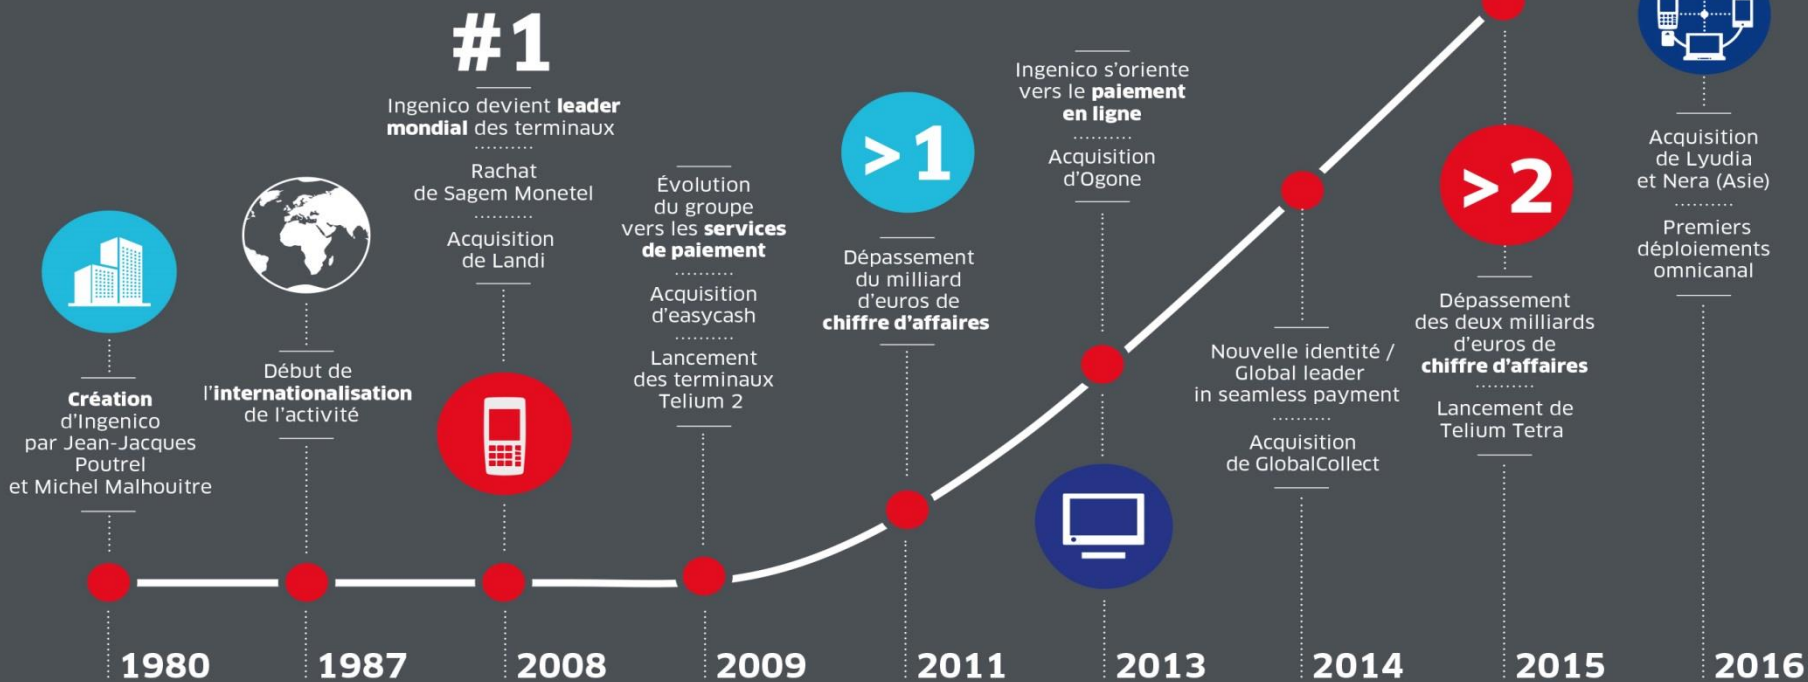 Création
d'Ingenico
par Jean-Jacques
Poutrel
et Michel Malhouitre
Début de
l'internationalisation
de l'activité
#1
Ingenico devient leader
mondial des terminaux
Rachat
de Sagem Monetel
Acquisition
de Landi
Évolution
du groupe
vers les services
de paiement
Acquisition
d'easycash
Lancement
des terminaux
Telium 2
>1
Dépassement
du milliard
d'euros de
chiffre d'affaires
Ingenico s'oriente
vers le paiement
en ligne
Acquisition
d'Ogone
Nouvelle identité /
Global leader
in seamless payment
Acquisition
de GlobalCollect
>2
Dépassement
des deux milliards
d'euros de
chiffre d'affaires
Lancement de
Telium Tetra
Acquisition
de Lyudia
et Nera (Asie)
Premiers
déploiements
omnicanal
1980 1987 2008 2009 2011 2013 2014 2015 2016